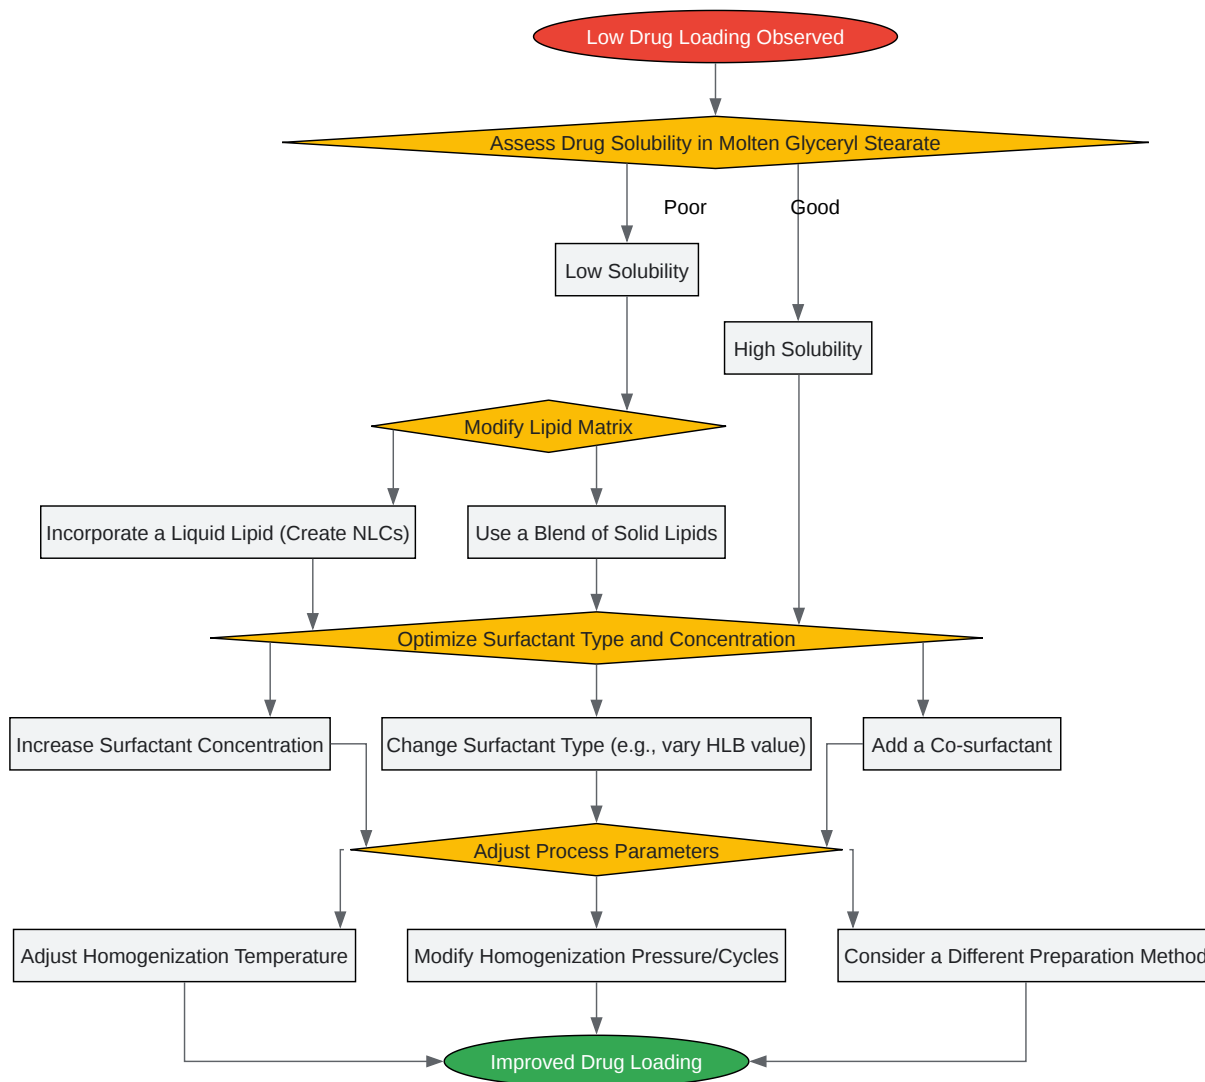 Low Drug Loading Observed
Assess Drug Solubility in Molten Glyceryl Stearate
Poor
Good
Low Solubility
High Solubility
Modify Lipid Matrix
Incorporate a Liquid Lipid (Create NLCs)
Use a Blend of Solid Lipids
Optimize Surfactant Type and Concentration
Increase Surfactant Concentration
Change Surfactant Type (e.g., vary HLB value)
Add a Co-surfactant
Adjust Process Parameters
Adjust Homogenization Temperature
Modify Homogenization Pressure/Cycles
Consider a Different Preparation Method
Improved Drug Loading